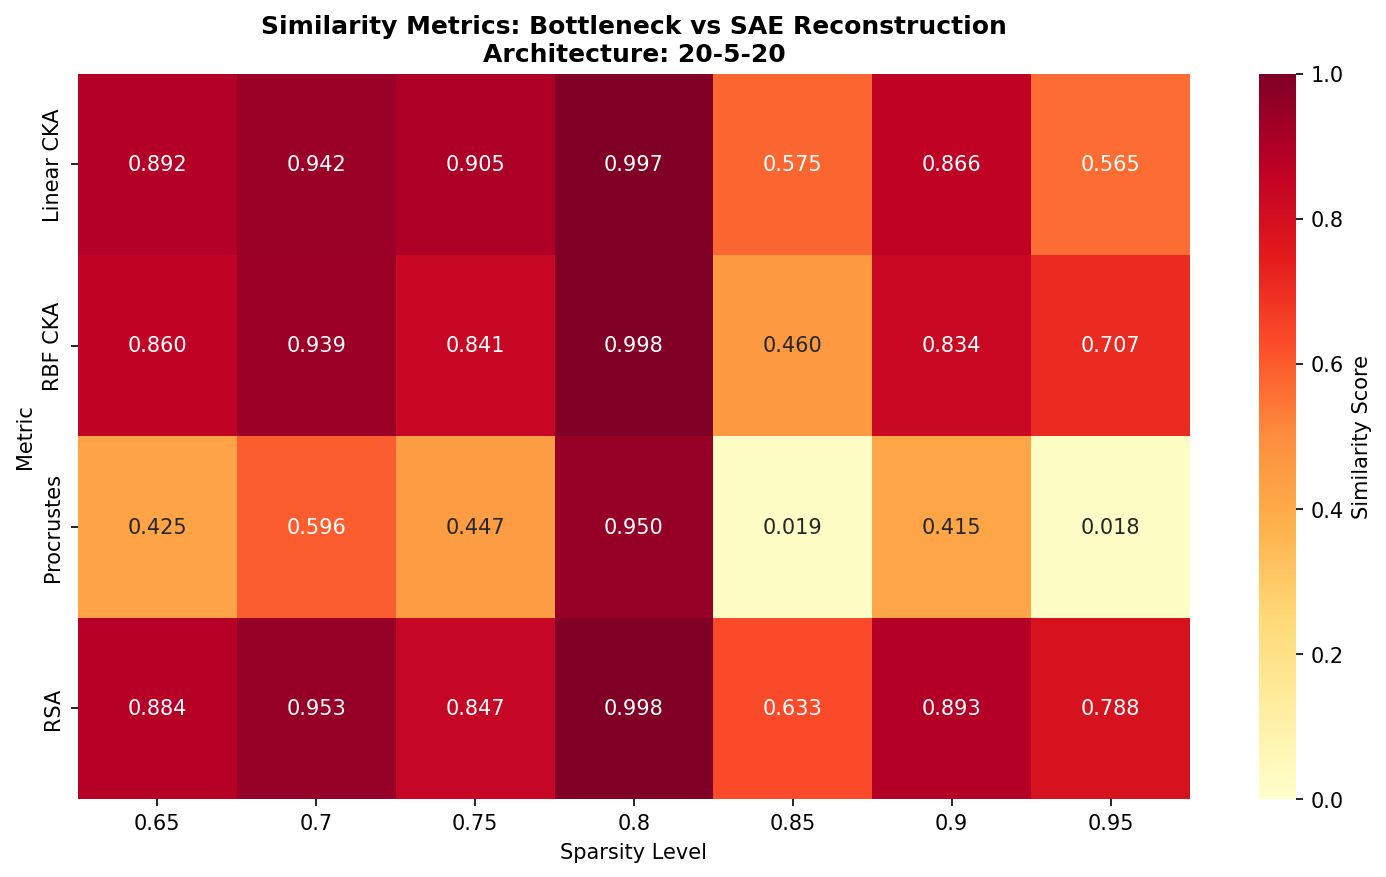 Similarity Metrics: Bottleneck vs SAE Reconstruction
Architecture: 20-5-20
Metric
Linear CKA
0.892 0.942 0.905 0.997 0.575 0.866 0.565
RBF CKA
0.860 0.939 0.841 0.998 0.460 0.834 0.707
Procrustes
0.425 0.596 0.447 0.950 0.019 0.415 0.018
RSA
0.884 0.953 0.847 0.998 0.633 0.893 0.788
0.65 0.7 0.75 0.8 0.85 0.9 0.95
Sparsity Level
1.0
0.8
0.6
0.4
0.2
0.0
Similarity Score